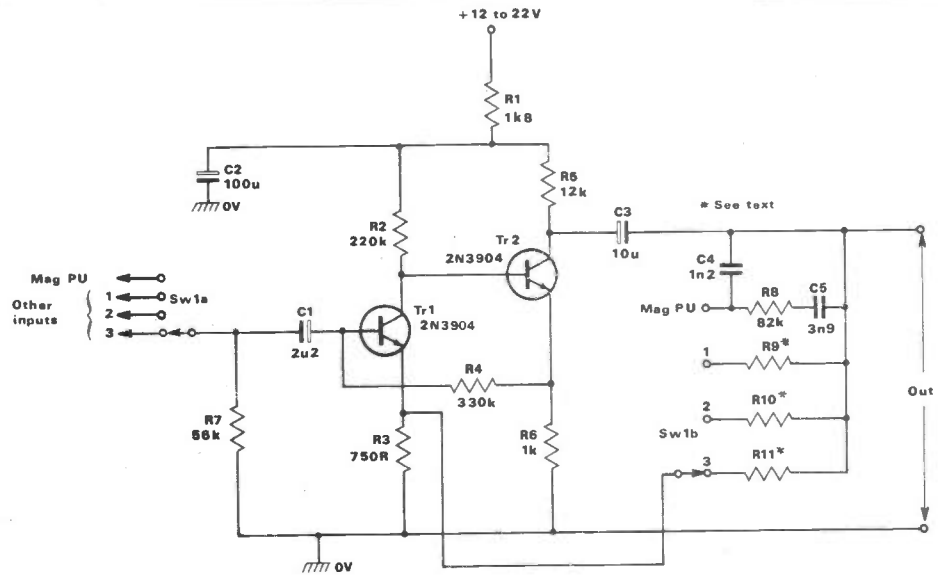 + 12 to 22V
R1
1k8
C2
100u
0V
R2
220k
R5
12k
* See text
C3
10u
Tr2
2N3904
C4
1n2
Mag PU
R8
82k
C5
3n9
Mag PU
Other
inputs
1
2
3
Sw1a
C1
2u2
Tr1
2N3904
R4
330k
R7
56k
R3
750R
R6
1k
1
R9*
2
R10*
Sw1b
3
R11*
Out
0V